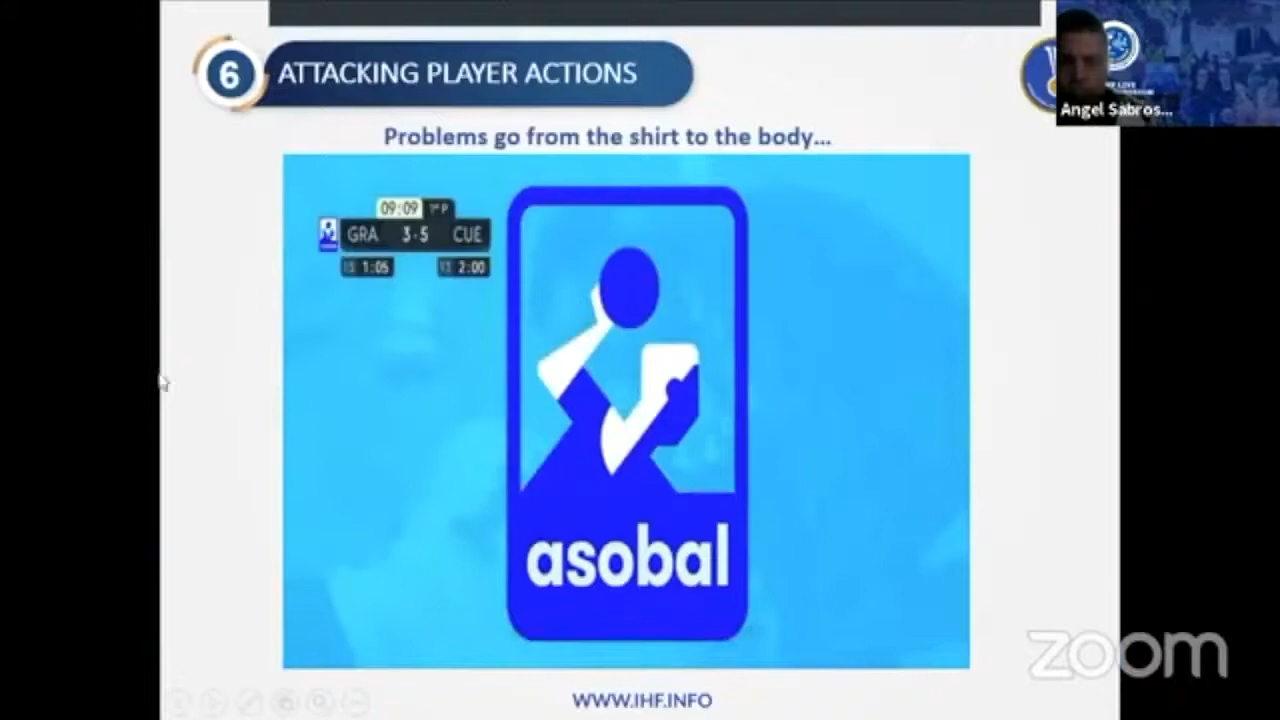 6 ATTACKING PLAYER ACTIONS
Angel Sabros...
Problems go from the shirt to the body...
09:09 1ª P
GRA 3-5 CUE
1:05 2:00
asobal
zoom
WWW.IHF.INFO